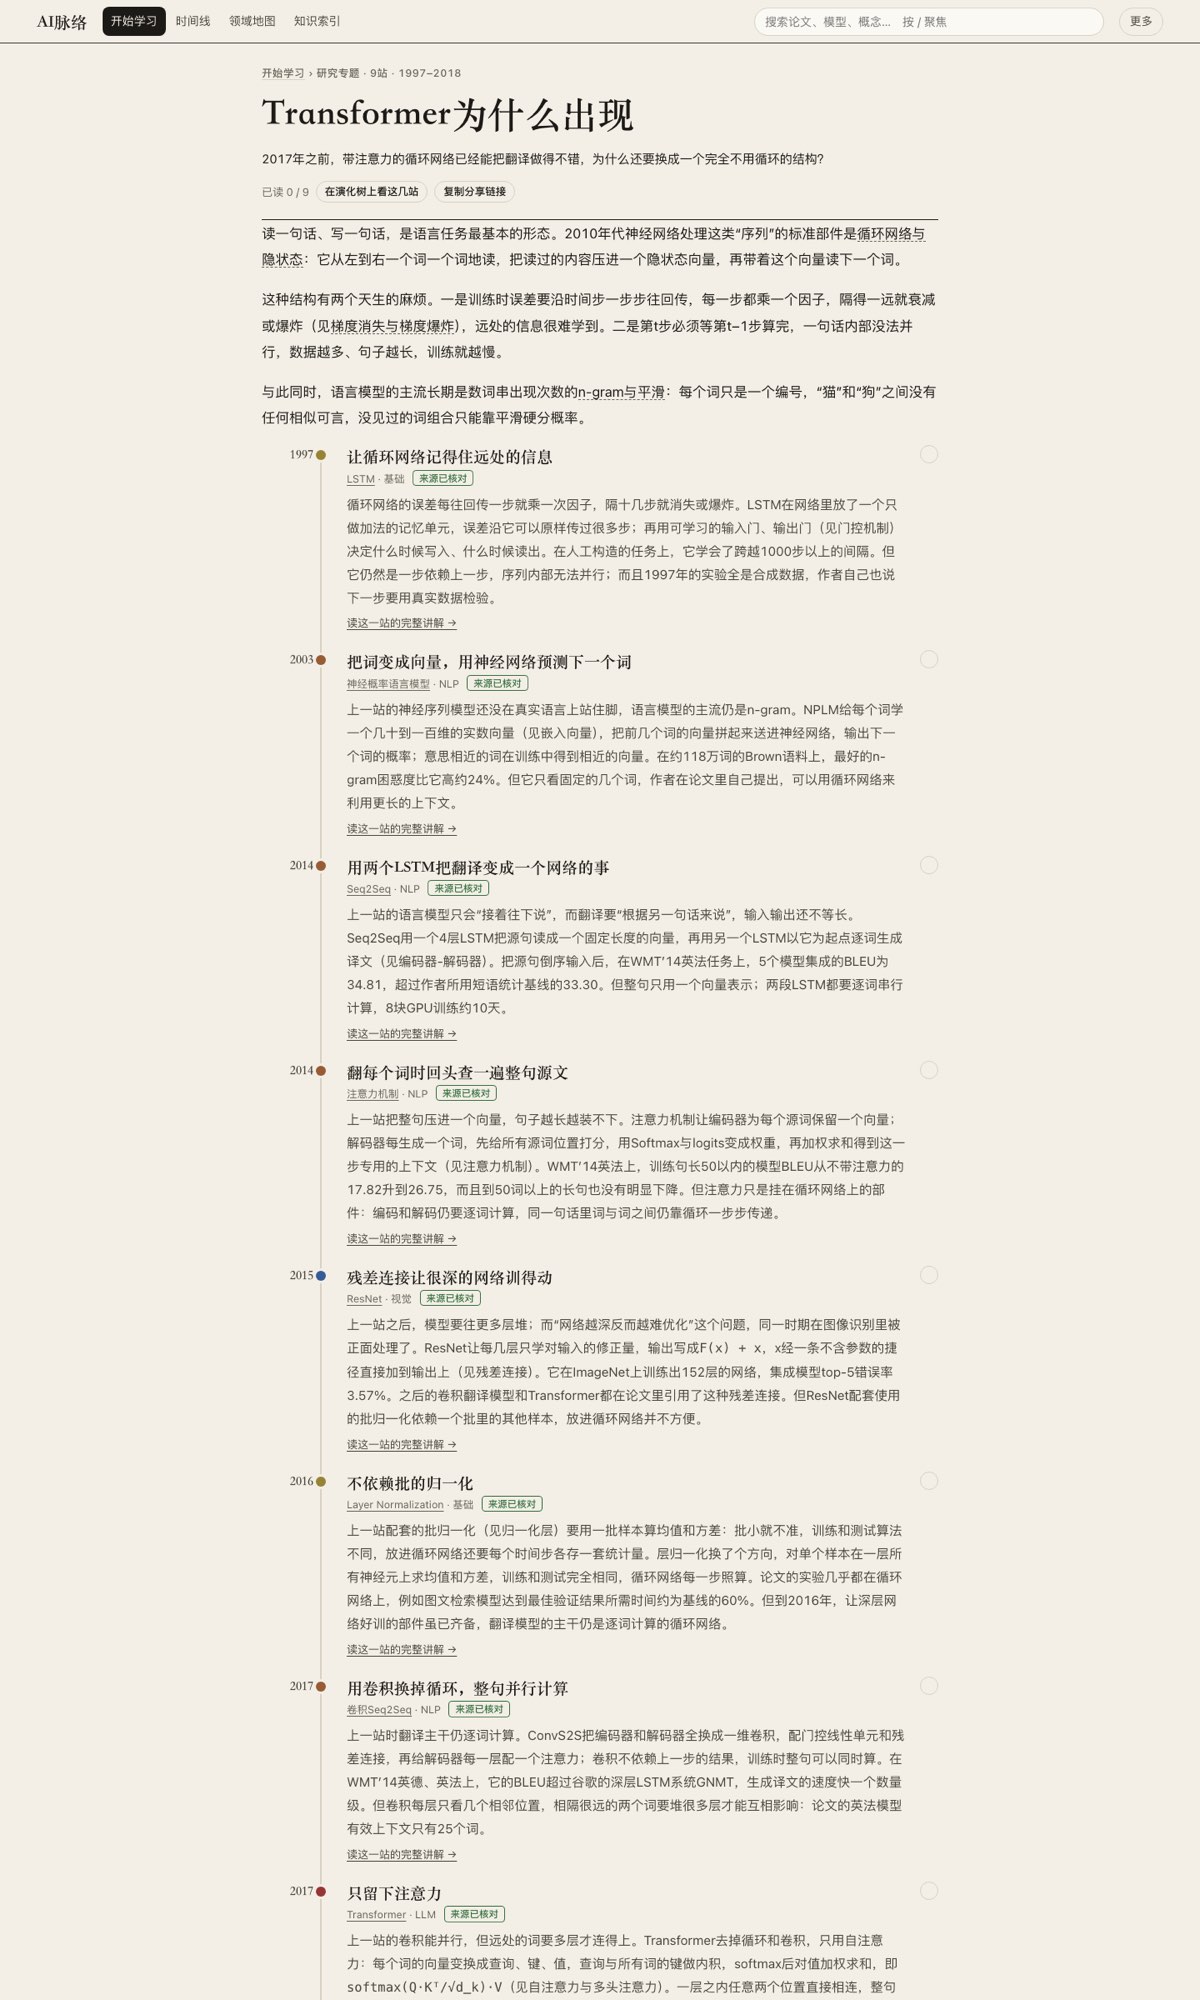 AI脉络 开始学习 时间线 领域地图 知识索引 搜索论文、模型、概念… 按 / 聚焦 更多
开始学习 › 研究专题 · 9站 · 1997–2018
Transformer为什么出现
2017年之前，带注意力的循环网络已经能把翻译做得不错，为什么还要换成一个完全不用循环的结构？
已读 0 / 9 在演化树上看这几站 复制分享链接
读一句话、写一句话，是语言任务最基本的形态。2010年代神经网络处理这类“序列”的标准部件是循环网络与
隐状态：它从左到右一个词一个词地读，把读过的内容压进一个隐状态向量，再带着这个向量读下一个词。
这种结构有两个天生的麻烦。一是训练时误差要沿时间步一步步往回传，每一步都乘一个因子，隔得一远就衰减
或爆炸（见梯度消失与梯度爆炸），远处的信息很难学到。二是第t步必须等第t−1步算完，一句话内部没法并
行，数据越多、句子越长，训练就越慢。
与此同时，语言模型的主流长期是数词串出现次数的n-gram与平滑：每个词只是一个编号，“猫”和“狗”之间没有
任何相似可言，没见过的词组合只能靠平滑硬分概率。
1997 让循环网络记得住远处的信息
LSTM · 基础 来源已核对
循环网络的误差每往回传一步就乘一次因子，隔十几步就消失或爆炸。LSTM在网络里放了一个只
做加法的记忆单元，误差沿它可以原样传过很多步；再用可学习的输入门、输出门（见门控机制）
决定什么时候写入、什么时候读出。在人工构造的任务上，它学会了跨越1000步以上的间隔。但
它仍然是一步依赖上一步，序列内部无法并行；而且1997年的实验全是合成数据，作者自己也说
下一步要用真实数据检验。
读这一站的完整讲解 →
2003 把词变成向量，用神经网络预测下一个词
神经概率语言模型 · NLP 来源已核对
上一站的神经序列模型还没在真实语言上站住脚，语言模型的主流仍是n-gram。NPLM给每个词学
一个几十到一百维的实数向量（见嵌入向量），把前几个词的向量拼起来送进神经网络，输出下一
个词的概率；意思相近的词在训练中得到相近的向量。在约118万词的Brown语料上，最好的n-
gram困惑度比它高约24%。但它只看固定的几个词，作者在论文里自己提出，可以用循环网络来
利用更长的上下文。
读这一站的完整讲解 →
2014 用两个LSTM把翻译变成一个网络的事
Seq2Seq · NLP 来源已核对
上一站的语言模型只会“接着往下说”，而翻译要“根据另一句话来说”，输入输出还不等长。
Seq2Seq用一个4层LSTM把源句读成一个固定长度的向量，再用另一个LSTM以它为起点逐词生成
译文（见编码器-解码器）。把源句倒序输入后，在WMT’14英法任务上，5个模型集成的BLEU为
34.81，超过作者所用短语统计基线的33.30。但整句只用一个向量表示；两段LSTM都要逐词串行
计算，8块GPU训练约10天。
读这一站的完整讲解 →
2014 翻每个词时回头查一遍整句源文
注意力机制 · NLP 来源已核对
上一站把整句压进一个向量，句子越长越装不下。注意力机制让编码器为每个源词保留一个向量；
解码器每生成一个词，先给所有源词位置打分，用Softmax与logits变成权重，再加权求和得到这一
步专用的上下文（见注意力机制）。WMT’14英法上，训练句长50以内的模型BLEU从不带注意力的
17.82升到26.75，而且到50词以上的长句也没有明显下降。但注意力只是挂在循环网络上的部
件：编码和解码仍要逐词计算，同一句话里词与词之间仍靠循环一步步传递。
读这一站的完整讲解 →
2015 残差连接让很深的网络训得动
ResNet · 视觉 来源已核对
上一站之后，模型要往更多层堆；而“网络越深反而越难优化”这个问题，同一时期在图像识别里被
正面处理了。ResNet让每几层只学对输入的修正量，输出写成F(x) + x，x经一条不含参数的捷
径直接加到输出上（见残差连接）。它在ImageNet上训练出152层的网络，集成模型top-5错误率
3.57%。之后的卷积翻译模型和Transformer都在论文里引用了这种残差连接。但ResNet配套使用
的批归一化依赖一个批里的其他样本，放进循环网络并不方便。
读这一站的完整讲解 →
2016 不依赖批的归一化
Layer Normalization · 基础 来源已核对
上一站配套的批归一化（见归一化层）要用一批样本算均值和方差：批小就不准，训练和测试算法
不同，放进循环网络还要每个时间步各存一套统计量。层归一化换了个方向，对单个样本在一层所
有神经元上求均值和方差，训练和测试完全相同，循环网络每一步照算。论文的实验几乎都在循环
网络上，例如图文检索模型达到最佳验证结果所需时间约为基线的60%。但到2016年，让深层网
络好训的部件虽已齐备，翻译模型的主干仍是逐词计算的循环网络。
读这一站的完整讲解 →
2017 用卷积换掉循环，整句并行计算
卷积Seq2Seq · NLP 来源已核对
上一站时翻译主干仍逐词计算。ConvS2S把编码器和解码器全换成一维卷积，配门控线性单元和残
差连接，再给解码器每一层配一个注意力；卷积不依赖上一步的结果，训练时整句可以同时算。在
WMT’14英德、英法上，它的BLEU超过谷歌的深层LSTM系统GNMT，生成译文的速度快一个数量
级。但卷积每层只看几个相邻位置，相隔很远的两个词要堆很多层才能互相影响：论文的英法模型
有效上下文只有25个词。
读这一站的完整讲解 →
2017 只留下注意力
Transformer · LLM 来源已核对
上一站的卷积能并行，但远处的词要多层才连得上。Transformer去掉循环和卷积，只用自注意
力：每个词的向量变换成查询、键、值，查询与所有词的键做内积，softmax后对值加权求和，即
softmax(Q·Kᵀ/√d_k)·V（见自注意力与多头注意力）。一层之内任意两个位置直接相连，整句